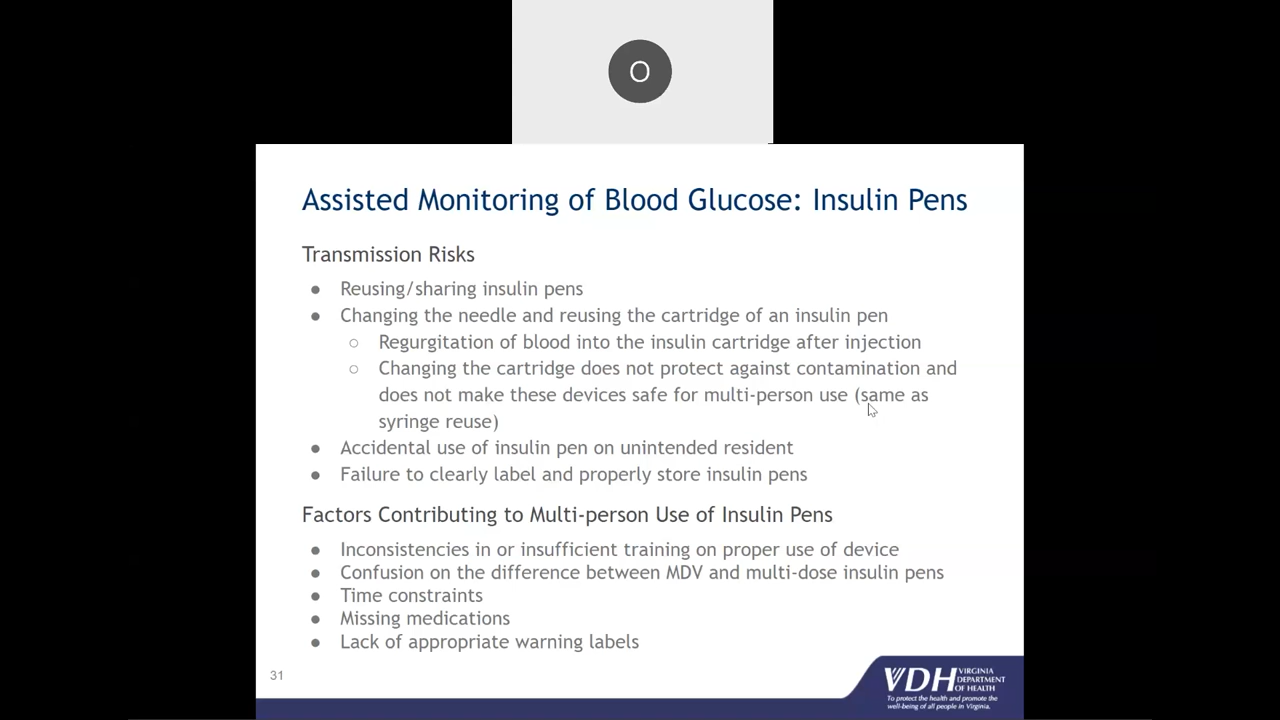 O
Assisted Monitoring of Blood Glucose: Insulin Pens
Transmission Risks
● Reusing/sharing insulin pens
● Changing the needle and reusing the cartridge of an insulin pen
○ Regurgitation of blood into the insulin cartridge after injection
○ Changing the cartridge does not protect against contamination and
does not make these devices safe for multi-person use (same as
syringe reuse)
● Accidental use of insulin pen on unintended resident
● Failure to clearly label and properly store insulin pens
Factors Contributing to Multi-person Use of Insulin Pens
● Inconsistencies in or insufficient training on proper use of device
● Confusion on the difference between MDV and multi-dose insulin pens
● Time constraints
● Missing medications
● Lack of appropriate warning labels
31
VDH VIRGINIA
DEPARTMENT
OF HEALTH
To protect the health and promote the
well-being of all people in Virginia.